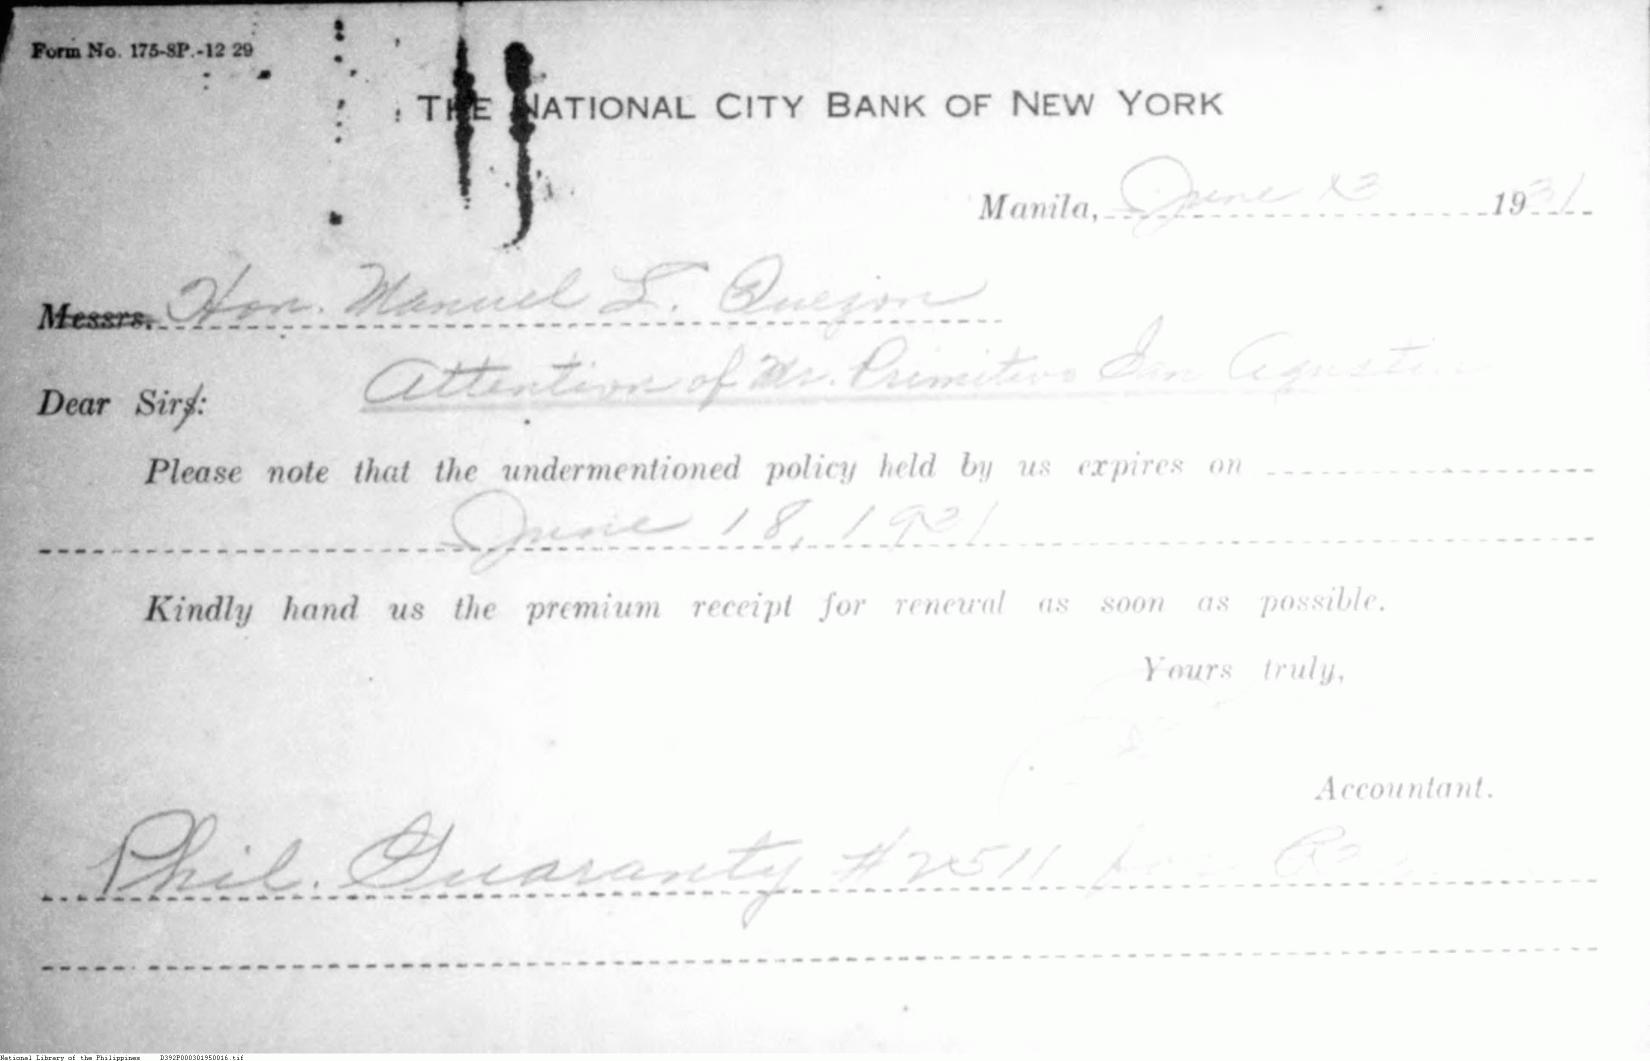 Form No. 175-8P.-12 29
THE NATIONAL CITY BANK OF NEW YORK
Manila, June 23 1931
Messrs. Hon. Manuel L. Quezon
Attention of Mr. Primitivo San Agustin
Dear Sirs:
Please note that the undermentioned policy held by us expires on
June 18, 1931
Kindly hand us the premium receipt for renewal as soon as possible.
Yours truly,
Accountant.
Phil. Guaranty #2511
National Library of the Philippines D392P000301950016.tif